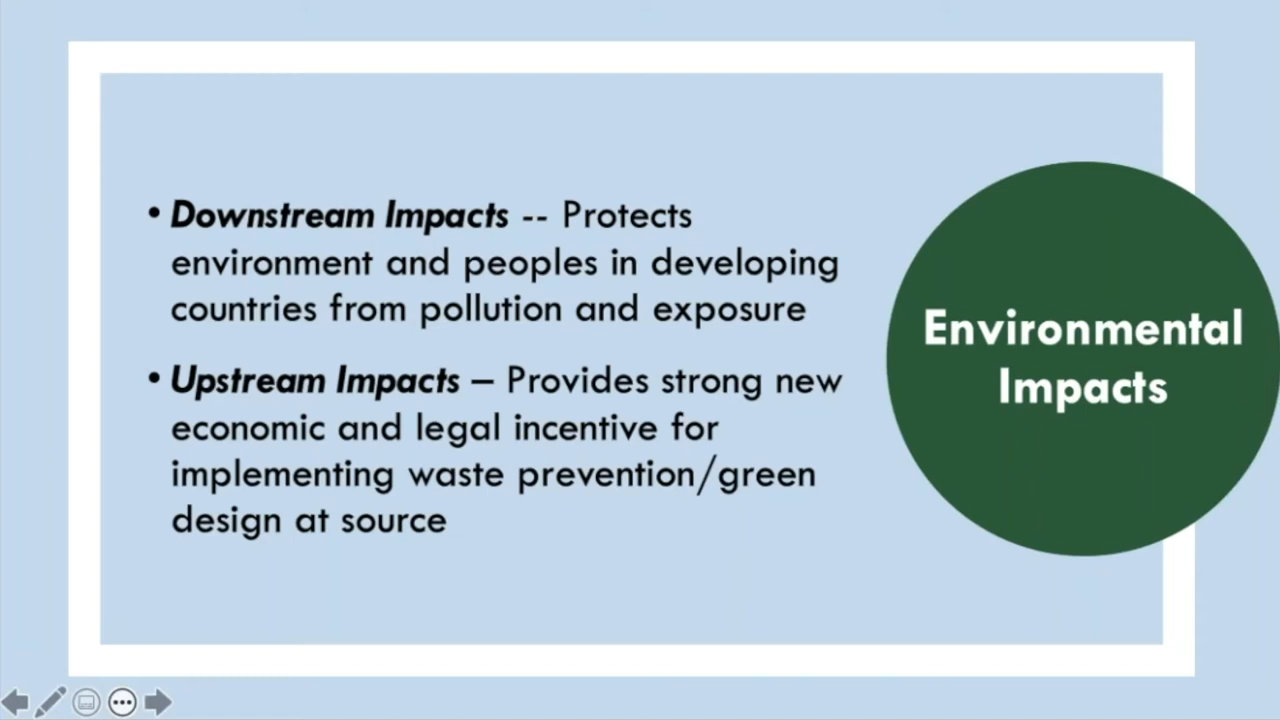 • Downstream Impacts -- Protects
environment and peoples in developing
countries from pollution and exposure
• Upstream Impacts – Provides strong new
economic and legal incentive for
implementing waste prevention/green
design at source
Environmental
Impacts